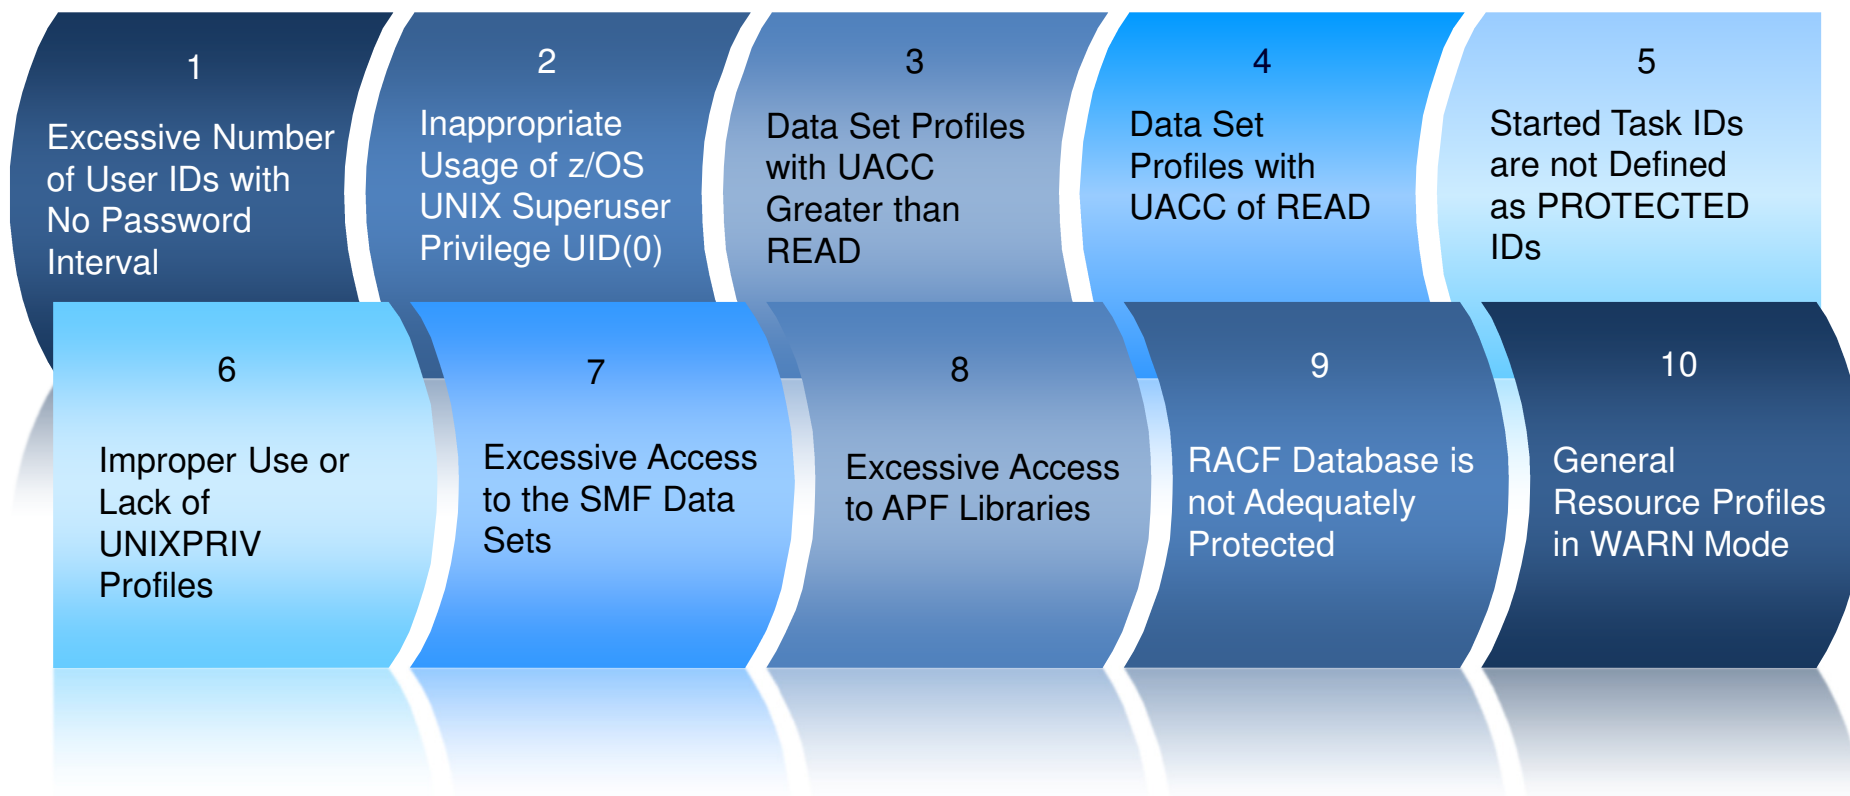 1
Excessive Number
of User IDs with
No Password
Interval
2
Inappropriate
Usage of z/OS
UNIX Superuser
Privilege UID(0)
3
Data Set Profiles
with UACC
Greater than
READ
4
Data Set
Profiles with
UACC of READ
5
Started Task IDs
are not Defined
as PROTECTED
IDs
6
Improper Use or
Lack of
UNIXPRIV
Profiles
7
Excessive Access
to the SMF Data
Sets
8
Excessive Access
to APF Libraries
9
RACF Database is
not Adequately
Protected
10
General
Resource Profiles
in WARN Mode